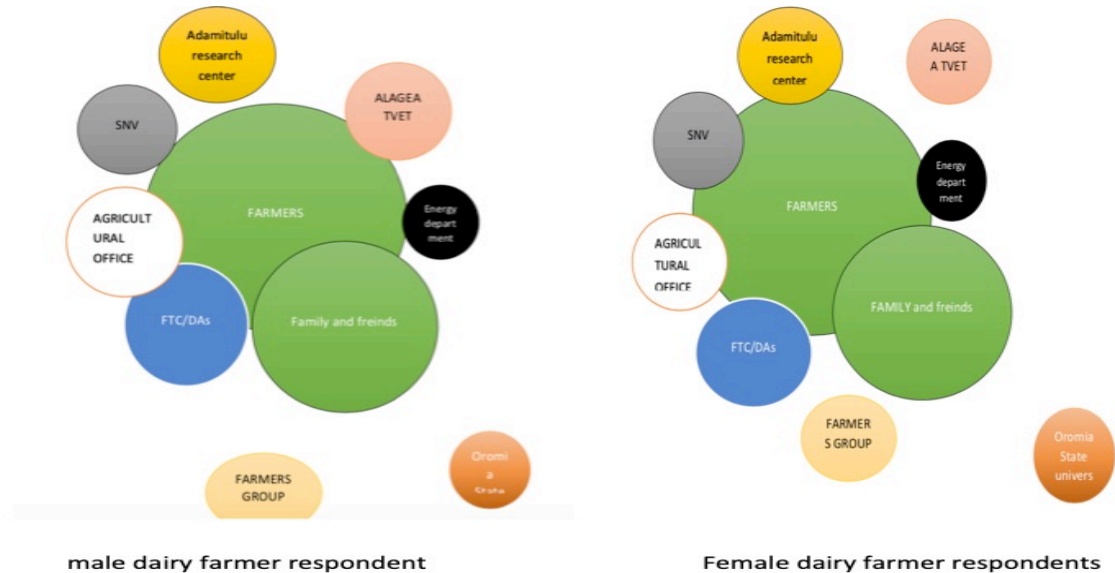 Adamitulu
research
center
SNV
ALAGEA
TVET
AGRICULT
URAL
OFFICE
FARMERS
Energy
depart
ment
FTC/DAs
Family and freinds
FARMERS
GROUP
Oromi
a
State
male dairy farmer respondent
Adamitulu
research
center
ALAGE
A TVET
SNV
Energy
depart
ment
FARMERS
AGRICUL
TURAL
OFFICE
FAMILY and freinds
FTC/DAs
FARMER
S GROUP
Oromia
State
univers
Female dairy farmer respondents